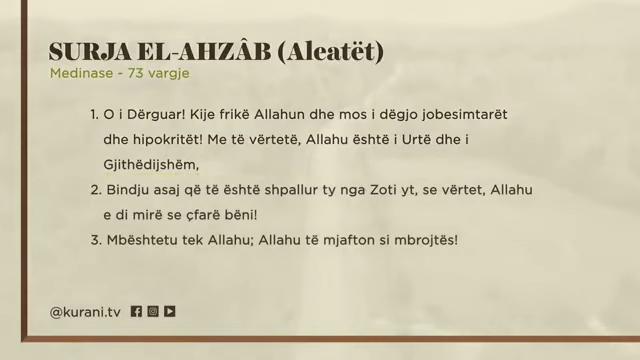 SURJA EL-AHZÂB (Aleatët)
Medinase - 73 vargje
1. O i Dërguar! Kije frikë Allahun dhe mos i dëgjo jobesimtarët
dhe hipokritët! Me të vërtetë, Allahu është i Urtë dhe i
Gjithëdijshëm,
2. Bindju asaj që të është shpallur ty nga Zoti yt, se vërtet, Allahu
e di mirë se çfarë bëni!
3. Mbështetu tek Allahu; Allahu të mjafton si mbrojtës!
@kurani.tv